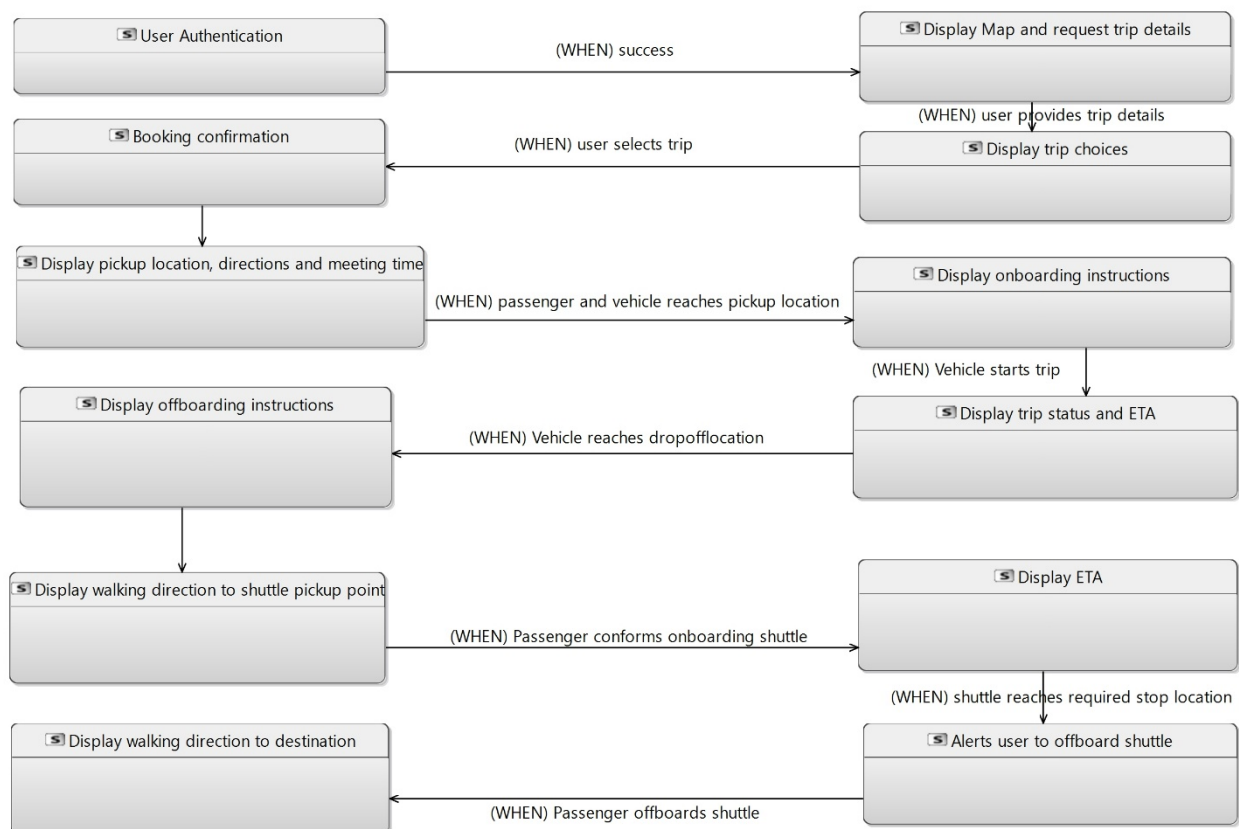 User Authentication
(WHEN) success
Display Map and request trip details
(WHEN) user provides trip details
Display trip choices
(WHEN) user selects trip
Booking confirmation
Display pickup location, directions and meeting time
(WHEN) passenger and vehicle reaches pickup location
Display onboarding instructions
(WHEN) Vehicle starts trip
Display trip status and ETA
(WHEN) Vehicle reaches dropofflocation
Display offboarding instructions
Display walking direction to shuttle pickup point
(WHEN) Passenger conforms onboarding shuttle
Display ETA
(WHEN) shuttle reaches required stop location
Alerts user to offboard shuttle
(WHEN) Passenger offboards shuttle
Display walking direction to destination